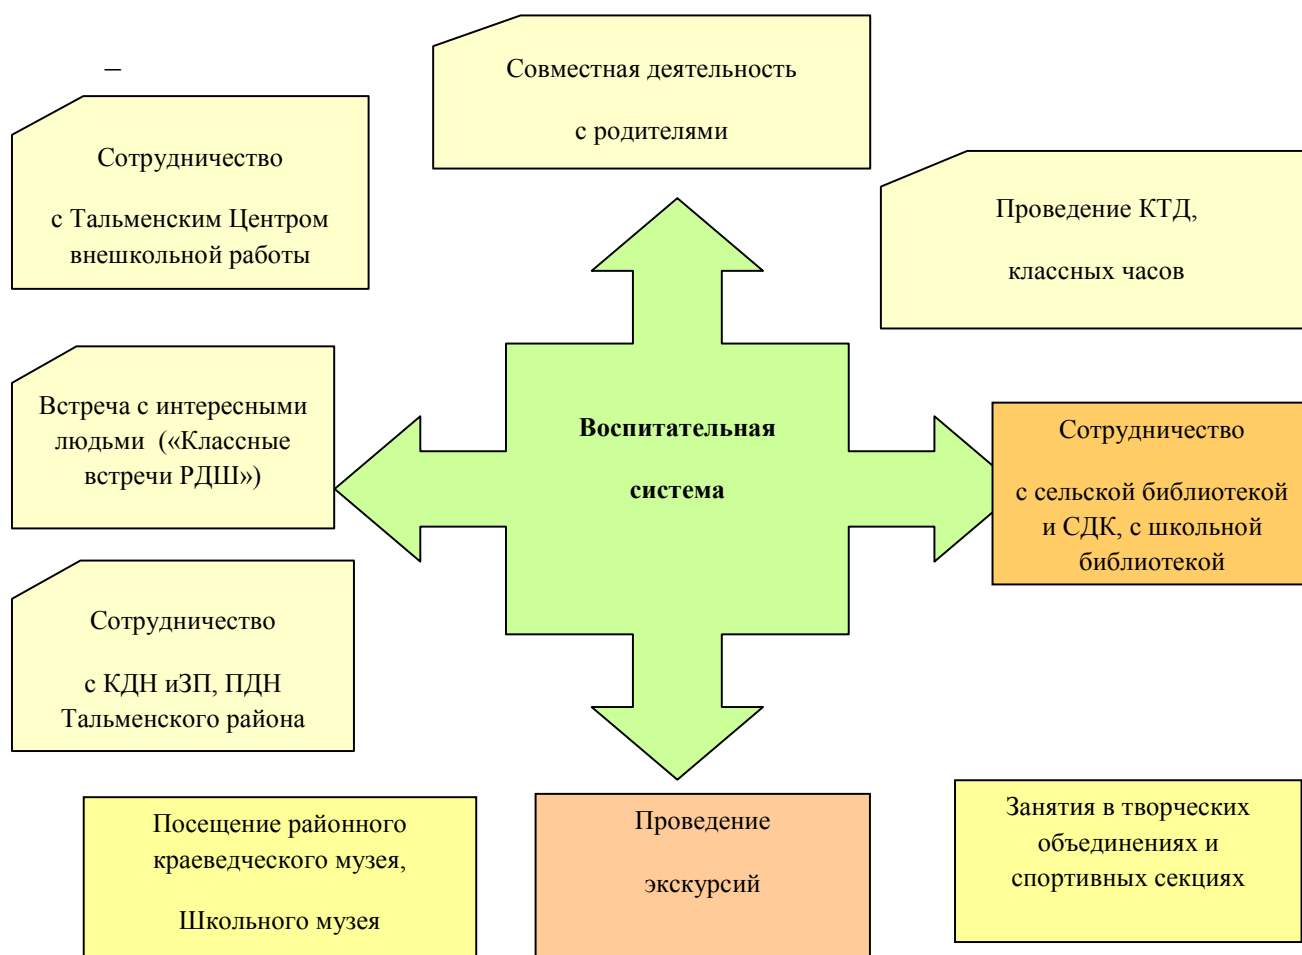 –
Совместная деятельность
с родителями
Сотрудничество
с Тальменским Центром
внешкольной работы
Проведение КТД,
классных часов
Встреча с интересными
людьми («Классные
встречи РДШ»)
Воспитательная
система
Сотрудничество
с сельской библиотекой
и СДК, с школьной
библиотекой
Сотрудничество
с КДН иЗП, ПДН
Тальменского района
Посещение районного
краеведческого музея,
Школьного музея
Проведение
экскурсий
Занятия в творческих
объединениях и
спортивных секциях